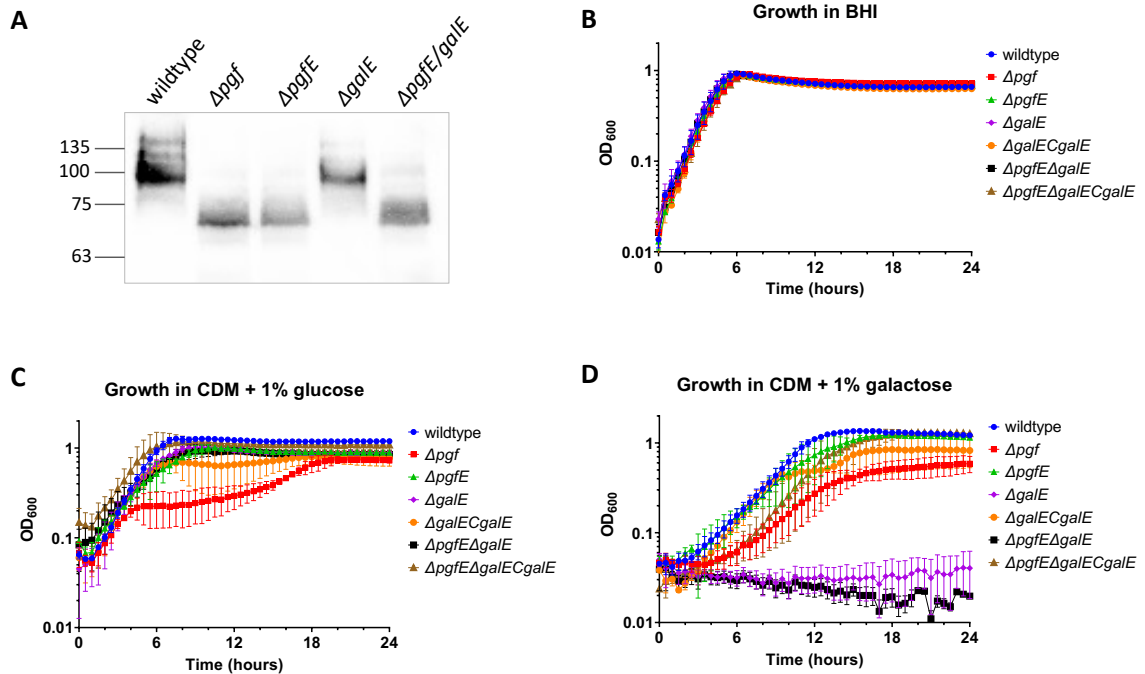 A
wildtype
Δpgf
ΔpgfE
ΔgalE
ΔpgfE/galE
135
100
75
63
B
Growth in BHI
OD600
1
0.1
0.01
0 6 12 18 24
Time (hours)
wildtype
Δpgf
ΔpgfE
ΔgalE
ΔgalECgalE
ΔpgfEΔgalE
ΔpgfEΔgalECgalE
C
Growth in CDM + 1% glucose
OD600
1
0.1
0.01
0 6 12 18 24
Time (hours)
wildtype
Δpgf
ΔpgfE
ΔgalE
ΔgalECgalE
ΔpgfEΔgalE
ΔpgfEΔgalECgalE
D
Growth in CDM + 1% galactose
OD600
1
0.1
0.01
0 6 12 18 24
Time (hours)
wildtype
Δpgf
ΔpgfE
ΔgalE
ΔgalECgalE
ΔpgfEΔgalE
ΔpgfEΔgalECgalE